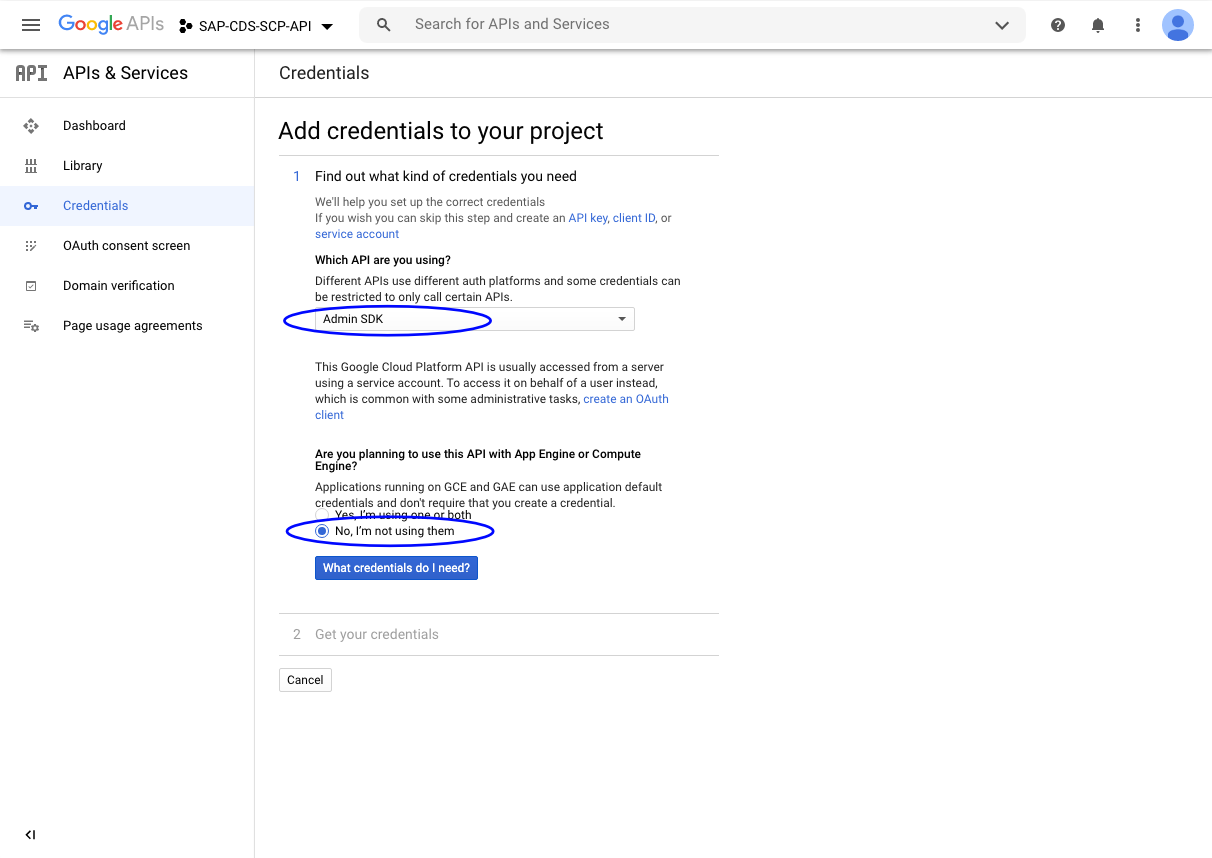 Google APIs
SAP-CDS-SCP-API
Search for APIs and Services
API
APIs & Services
Credentials
Dashboard
Library
Credentials
OAuth consent screen
Domain verification
Page usage agreements
Add credentials to your project
1 Find out what kind of credentials you need
We'll help you set up the correct credentials
If you wish you can skip this step and create an API key, client ID, or
service account
Which API are you using?
Different APIs use different auth platforms and some credentials can
be restricted to only call certain APIs.
Admin SDK
This Google Cloud Platform API is usually accessed from a server
using a service account. To access it on behalf of a user instead,
which is common with some administrative tasks, create an OAuth
client
Are you planning to use this API with App Engine or Compute
Engine?
Applications running on GCE and GAE can use application default
credentials and don't require that you create a credential.
Yes, I'm using one or both
No, I'm not using them
What credentials do I need?
2 Get your credentials
Cancel